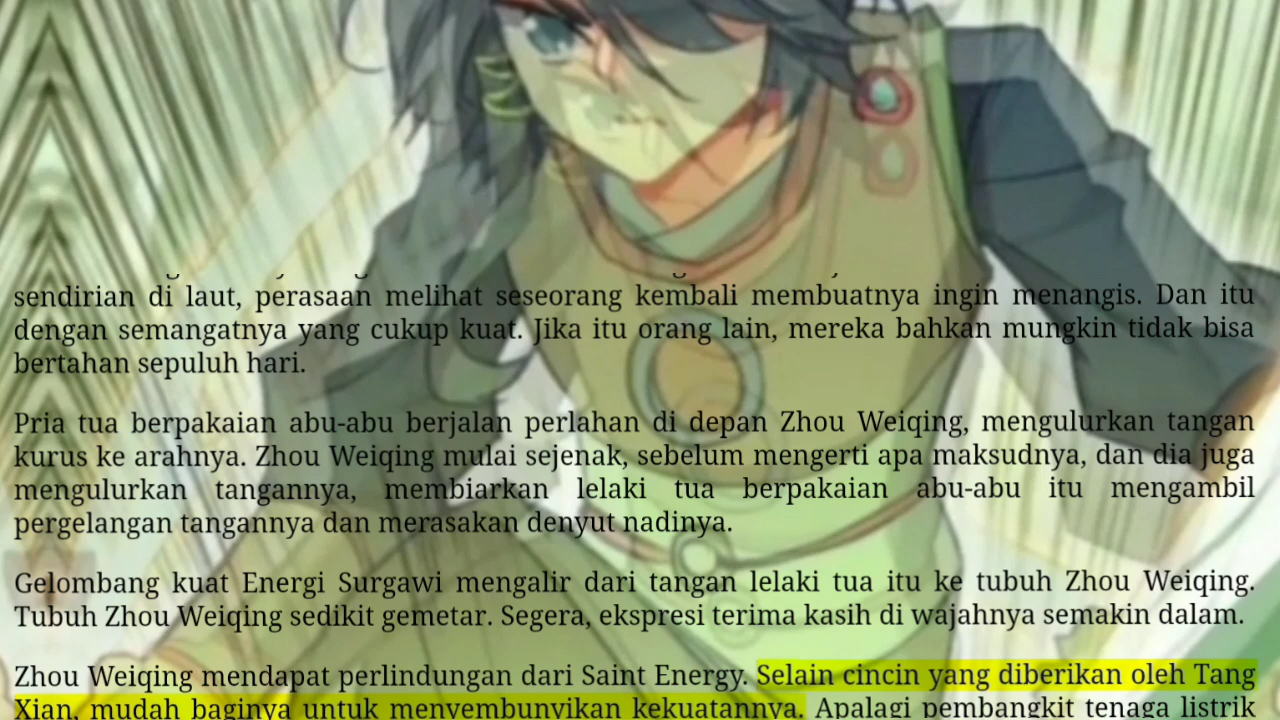 sendirian di laut, perasaan melihat seseorang kembali membuatnya ingin menangis. Dan itu
dengan semangatnya yang cukup kuat. Jika itu orang lain, mereka bahkan mungkin tidak bisa
bertahan sepuluh hari.
Pria tua berpakaian abu-abu berjalan perlahan di depan Zhou Weiqing, mengulurkan tangan
kurus ke arahnya. Zhou Weiqing mulai sejenak, sebelum mengerti apa maksudnya, dan dia juga
mengulurkan tangannya, membiarkan lelaki tua berpakaian abu-abu itu mengambil
pergelangan tangannya dan merasakan denyut nadinya.
Gelombang kuat Energi Surgawi mengalir dari tangan lelaki tua itu ke tubuh Zhou Weiqing.
Tubuh Zhou Weiqing sedikit gemetar. Segera, ekspresi terima kasih di wajahnya semakin dalam.
Zhou Weiqing mendapat perlindungan dari Saint Energy. Selain cincin yang diberikan oleh Tang
Xian, mudah baginya untuk menyembunyikan kekuatannya. Apalagi pembangkit tenaga listrik